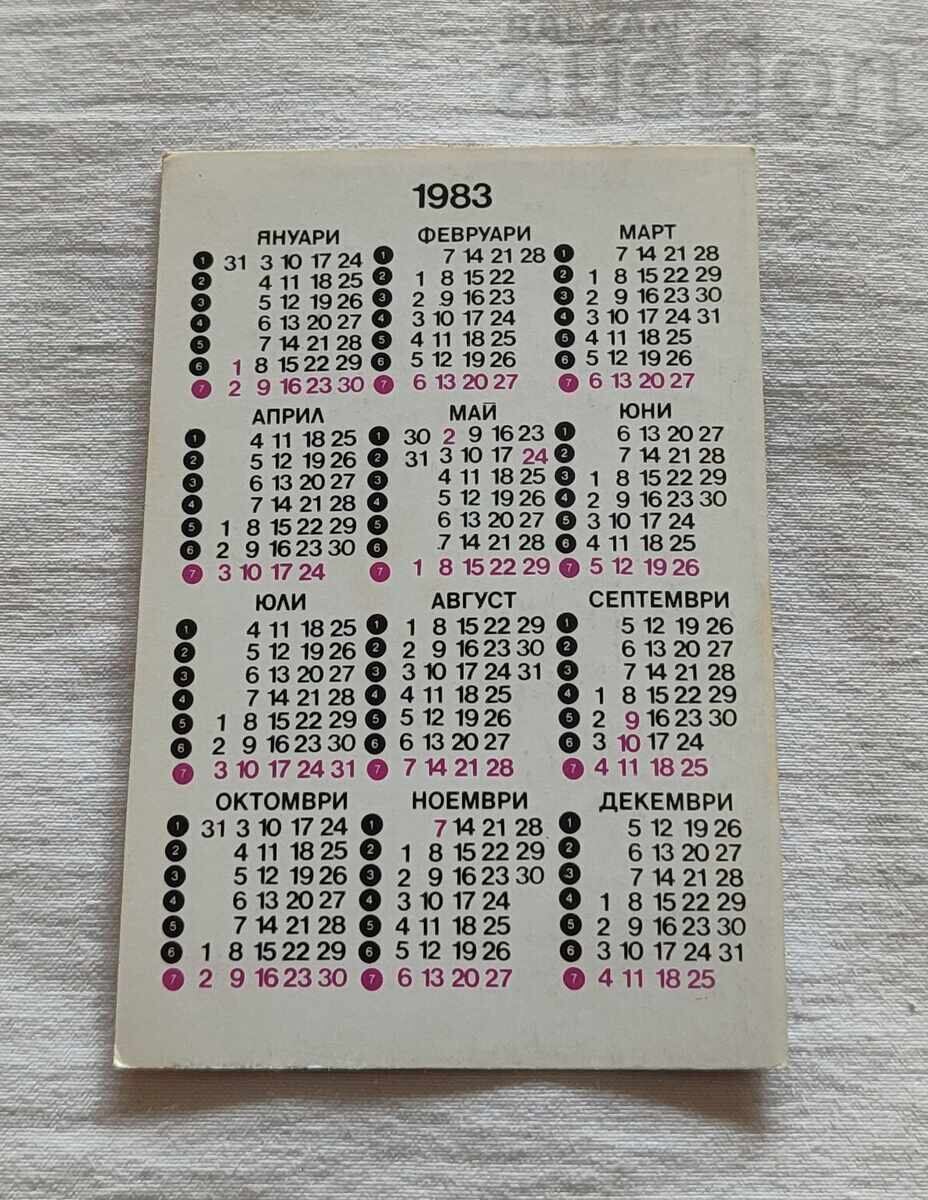 BALKAN
auction
1983
ЯНУАРИ ФЕВРУАРИ МАРТ
1 31 3 10 17 24 1 7 14 21 28 1 7 14 21 28
2 4 11 18 25 2 1 8 15 22 2 1 8 15 22 29
3 5 12 19 26 3 2 9 16 23 3 2 9 16 23 30
4 6 13 20 27 4 3 10 17 24 4 3 10 17 24 31
5 7 14 21 28 5 4 11 18 25 5 4 11 18 25
6 1 8 15 22 29 6 5 12 19 26 6 5 12 19 26
7 2 9 16 23 30 7 6 13 20 27 7 6 13 20 27
АПРИЛ МАЙ ЮНИ
1 4 11 18 25 1 30 2 9 16 23 1 6 13 20 27
2 5 12 19 26 2 31 3 10 17 24 2 7 14 21 28
3 6 13 20 27 3 4 11 18 25 3 1 8 15 22 29
4 7 14 21 28 4 5 12 19 26 4 2 9 16 23 30
5 1 8 15 22 29 5 6 13 20 27 5 3 10 17 24
6 2 9 16 23 30 6 7 14 21 28 6 4 11 18 25
7 3 10 17 24 7 1 8 15 22 29 7 5 12 19 26
ЮЛИ АВГУСТ СЕПТЕМВРИ
1 4 11 18 25 1 1 8 15 22 29 1 5 12 19 26
2 5 12 19 26 2 2 9 16 23 30 2 6 13 20 27
3 6 13 20 27 3 3 10 17 24 31 3 7 14 21 28
4 7 14 21 28 4 4 11 18 25 4 1 8 15 22 29
5 1 8 15 22 29 5 5 12 19 26 5 2 9 16 23 30
6 2 9 16 23 30 6 6 13 20 27 6 3 10 17 24
7 3 10 17 24 31 7 7 14 21 28 7 4 11 18 25
ОКТОМВРИ НОЕМВРИ ДЕКЕМВРИ
1 31 3 10 17 24 1 7 14 21 28 1 5 12 19 26
2 4 11 18 25 2 1 8 15 22 29 2 6 13 20 27
3 5 12 19 26 3 2 9 16 23 30 3 7 14 21 28
4 6 13 20 27 4 3 10 17 24 4 1 8 15 22 29
5 7 14 21 28 5 4 11 18 25 5 2 9 16 23 30
6 1 8 15 22 29 6 5 12 19 26 6 3 10 17 24 31
7 2 9 16 23 30 7 6 13 20 27 7 4 11 18 25